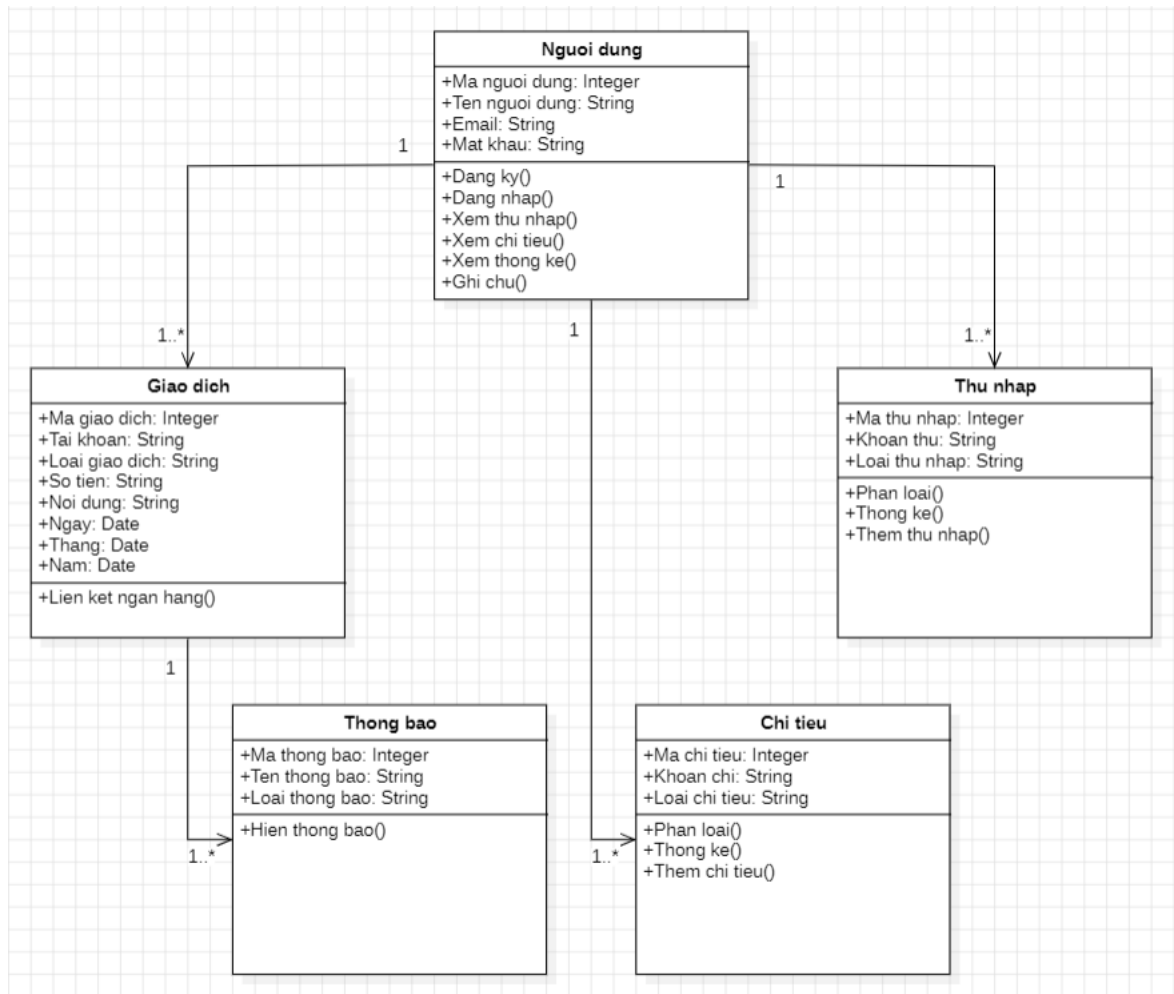 Nguoi dung
+Ma nguoi dung: Integer
+Ten nguoi dung: String
+Email: String
+Mat khau: String
+Dang ky()
+Dang nhap()
+Xem thu nhap()
+Xem chi tieu()
+Xem thong ke()
+Ghi chu()
1
1
1
1..*
1..*
Giao dich
+Ma giao dich: Integer
+Tai khoan: String
+Loai giao dich: String
+So tien: String
+Noi dung: String
+Ngay: Date
+Thang: Date
+Nam: Date
+Lien ket ngan hang()
Thu nhap
+Ma thu nhap: Integer
+Khoan thu: String
+Loai thu nhap: String
+Phan loai()
+Thong ke()
+Them thu nhap()
1
1..*
Thong bao
+Ma thong bao: Integer
+Ten thong bao: String
+Loai thong bao: String
+Hien thong bao()
1..*
Chi tieu
+Ma chi tieu: Integer
+Khoan chi: String
+Loai chi tieu: String
+Phan loai()
+Thong ke()
+Them chi tieu()